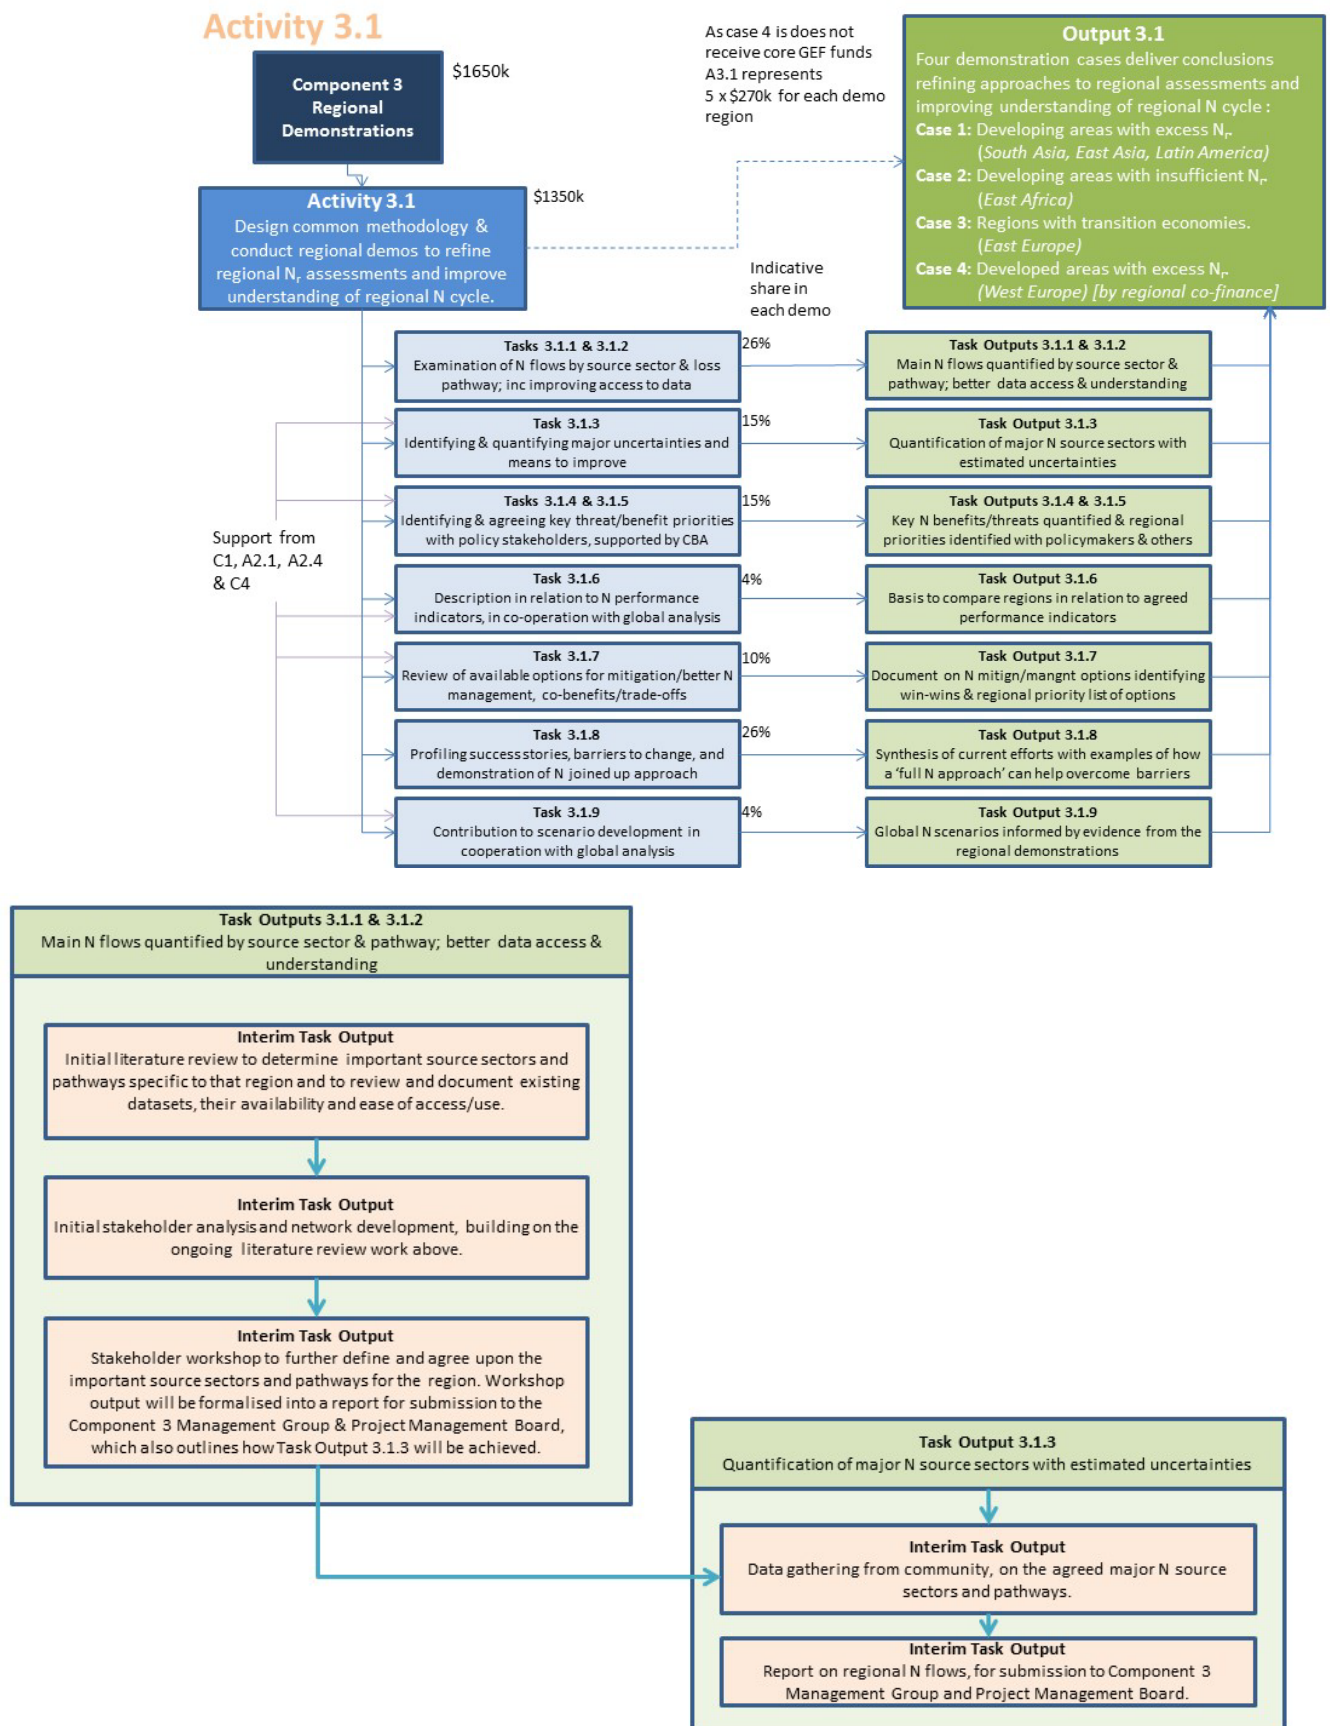 Activity 3.1
Component 3
Regional
Demonstrations
$1650k
As case 4 is does not
receive core GEF funds
A3.1 represents
5 x $270k for each demo
region
Output 3.1
Four demonstration cases deliver conclusions
refining approaches to regional assessments and
improving understanding of regional N cycle :
Case 1: Developing areas with excess Nr.
(South Asia, East Asia, Latin America)
Case 2: Developing areas with insufficient Nr.
(East Africa)
Case 3: Regions with transition economies.
(East Europe)
Case 4: Developed areas with excess Nr.
(West Europe) [by regional co-finance]
Activity 3.1
Design common methodology &
conduct regional demos to refine
regional Nr assessments and improve
understanding of regional N cycle.
$1350k
Indicative
share in
each demo
Tasks 3.1.1 & 3.1.2
Examination of N flows by source sector & loss
pathway; inc improving access to data
26%
Task Outputs 3.1.1 & 3.1.2
Main N flows quantified by source sector &
pathway; better data access & understanding
Task 3.1.3
Identifying & quantifying major uncertainties and
means to improve
15%
Task Output 3.1.3
Quantification of major N source sectors with
estimated uncertainties
Tasks 3.1.4 & 3.1.5
Identifying & agreeing key threat/benefit priorities
with policy stakeholders, supported by CBA
15%
Task Outputs 3.1.4 & 3.1.5
Key N benefits/threats quantified & regional
priorities identified with policymakers & others
Support from
C1, A2.1, A2.4
& C4
Task 3.1.6
Description in relation to N performance
indicators, in co-operation with global analysis
4%
Task Output 3.1.6
Basis to compare regions in relation to agreed
performance indicators
Task 3.1.7
Review of available options for mitigation/better N
management, co-benefits/trade-offs
10%
Task Output 3.1.7
Document on N mitign/mangnt options identifying
win-wins & regional priority list of options
Task 3.1.8
Profiling success stories, barriers to change, and
demonstration of N joined up approach
26%
Task Output 3.1.8
Synthesis of current efforts with examples of how
a ‘full N approach’ can help overcome barriers
Task 3.1.9
Contribution to scenario development in
cooperation with global analysis
4%
Task Output 3.1.9
Global N scenarios informed by evidence from the
regional demonstrations
Task Outputs 3.1.1 & 3.1.2
Main N flows quantified by source sector & pathway; better data access &
understanding
Interim Task Output
Initial literature review to determine important source sectors and
pathways specific to that region and to review and document existing
datasets, their availability and ease of access/use.
Interim Task Output
Initial stakeholder analysis and network development, building on the
ongoing literature review work above.
Interim Task Output
Stakeholder workshop to further define and agree upon the
important source sectors and pathways for the region. Workshop
output will be formalised into a report for submission to the
Component 3 Management Group & Project Management Board,
which also outlines how Task Output 3.1.3 will be achieved.
Task Output 3.1.3
Quantification of major N source sectors with estimated uncertainties
Interim Task Output
Data gathering from community, on the agreed major N source
sectors and pathways.
Interim Task Output
Report on regional N flows, for submission to Component 3
Management Group and Project Management Board.